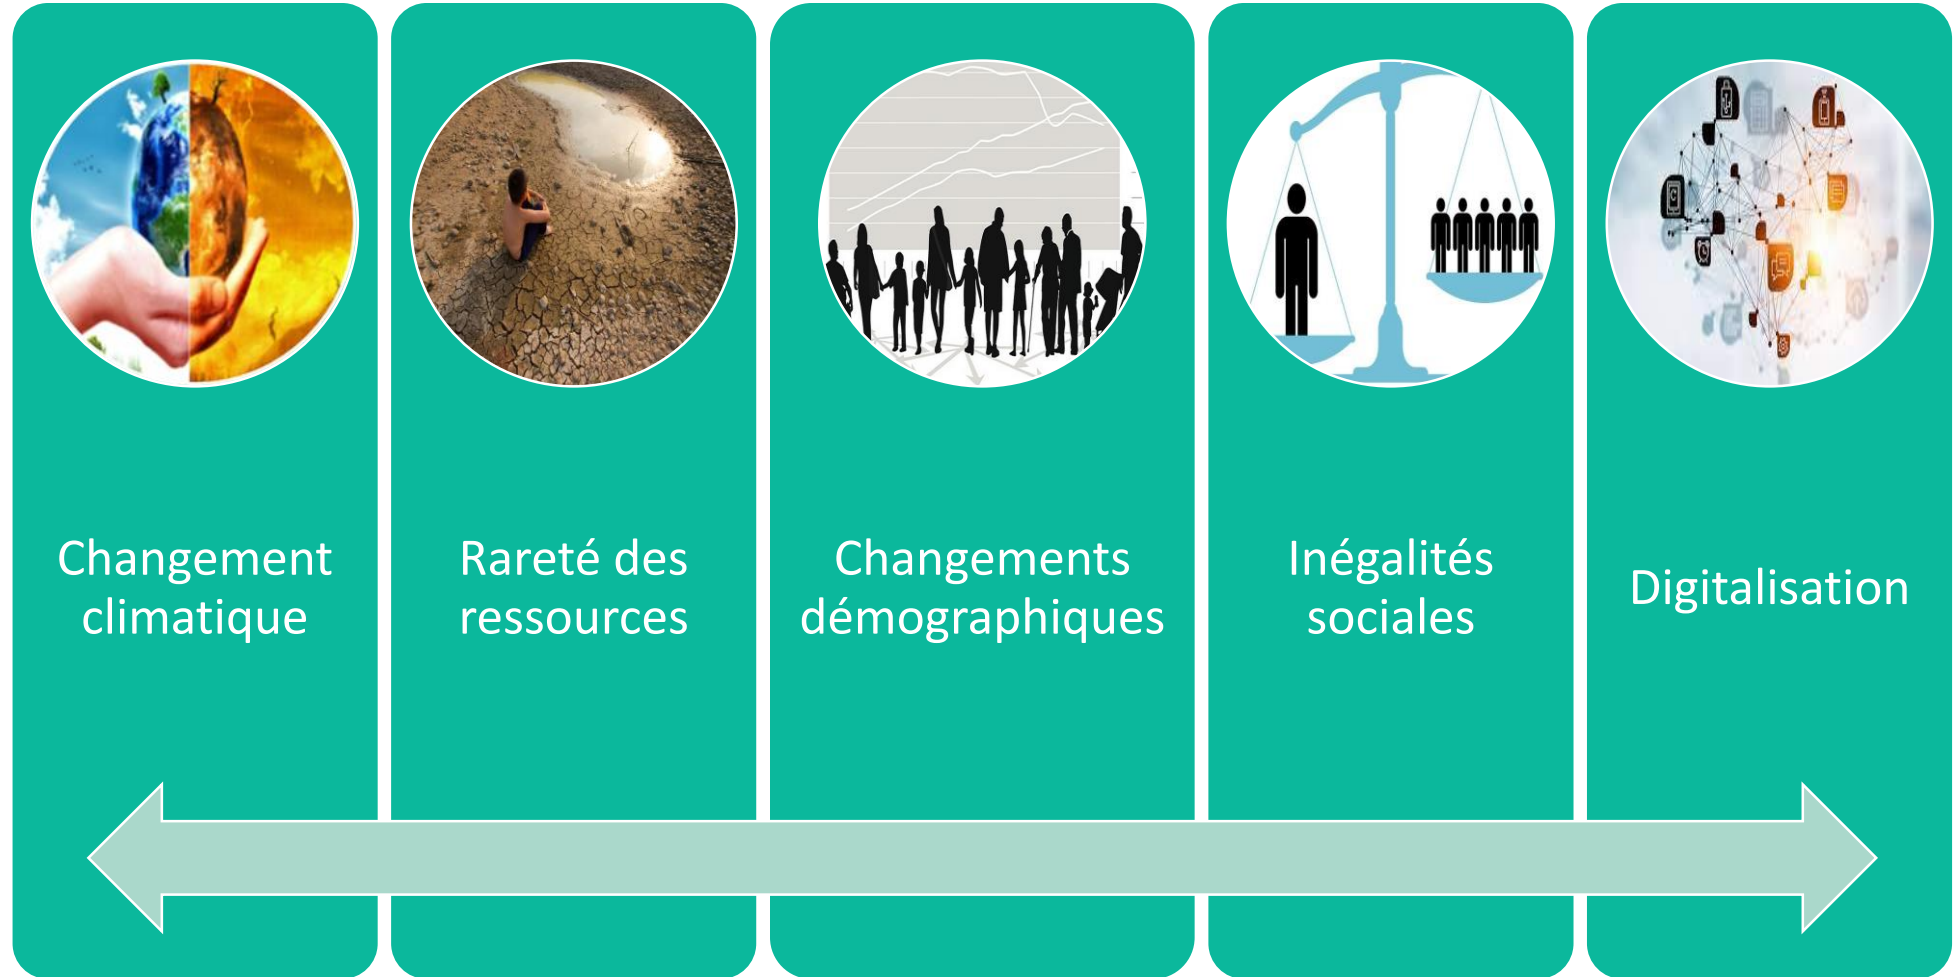 Changement
climatique
Rareté des
ressources
Changements
démographiques
Inégalités
sociales
Digitalisation